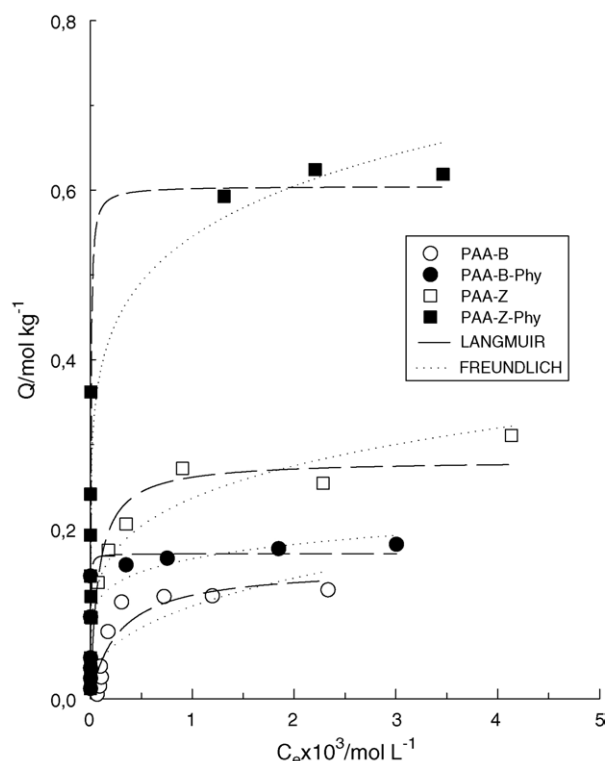 0,8
0,6
0,4
0,2
0,0
Q/mol kg⁻¹
PAA-B
PAA-B-Phy
PAA-Z
PAA-Z-Phy
LANGMUIR
FREUNDLICH
0 1 2 3 4 5
Cₑx10³/mol L⁻¹